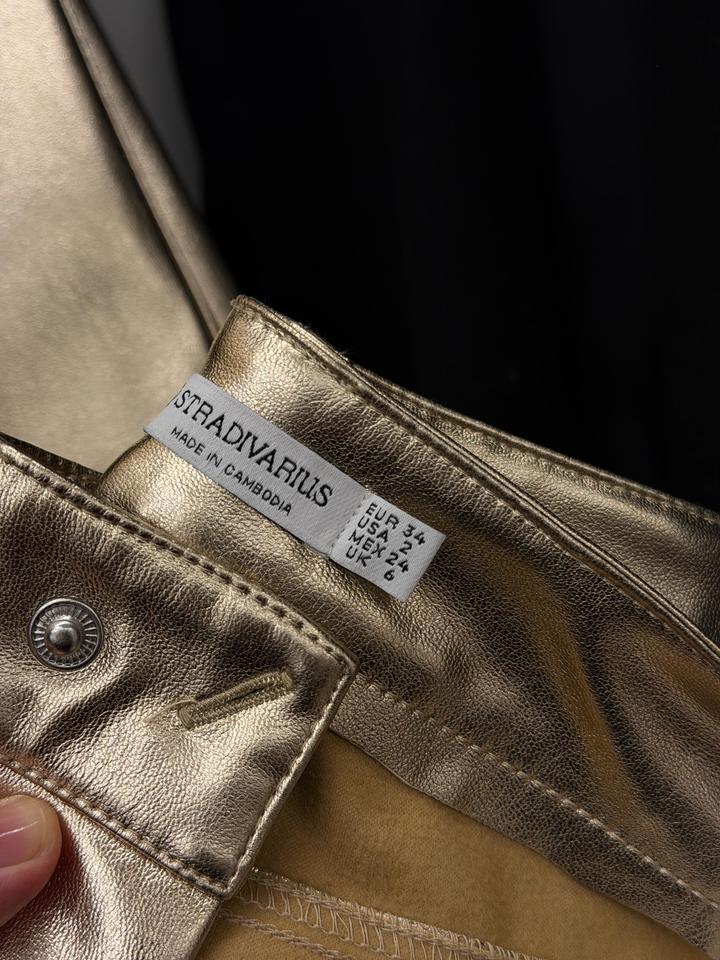 STRADIVARIUS
MADE IN CAMBODIA
EUR 34
USA 2
MEX 24
UK 6